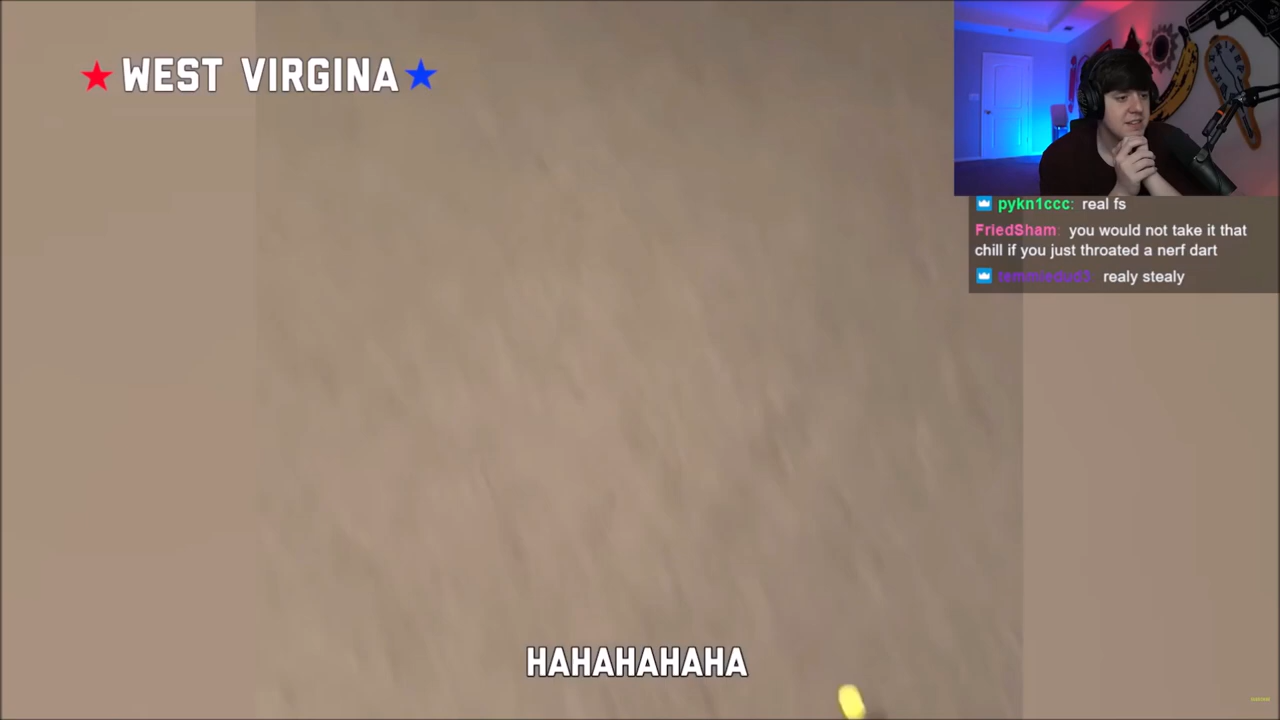 WEST VIRGINA
pykn1ccc: real fs
FriedSham: you would not take it that
chill if you just throated a nerf dart
realy stealy
HAHAHAHAHA